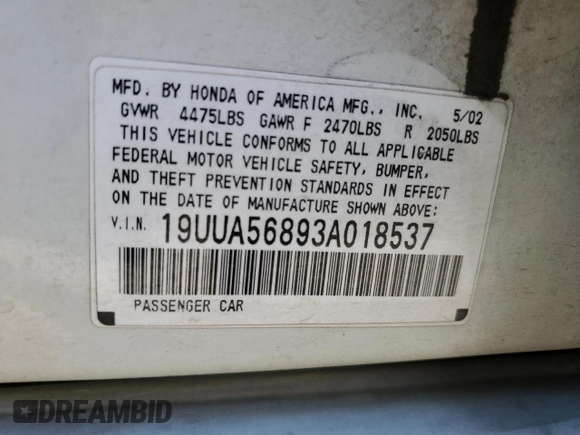 MFD. BY HONDA OF AMERICA MFG., INC. 5/02
GVWR 4475LBS GAWR F 2470LBS R 2050LBS
THIS VEHICLE CONFORMS TO ALL APPLICABLE
FEDERAL MOTOR VEHICLE SAFETY, BUMPER,
AND THEFT PREVENTION STANDARDS IN EFFECT
ON THE DATE OF MANUFACTURE SHOWN ABOVE:
V.I.N. 19UUA56893A018537
PASSENGER CAR
DREAMBID